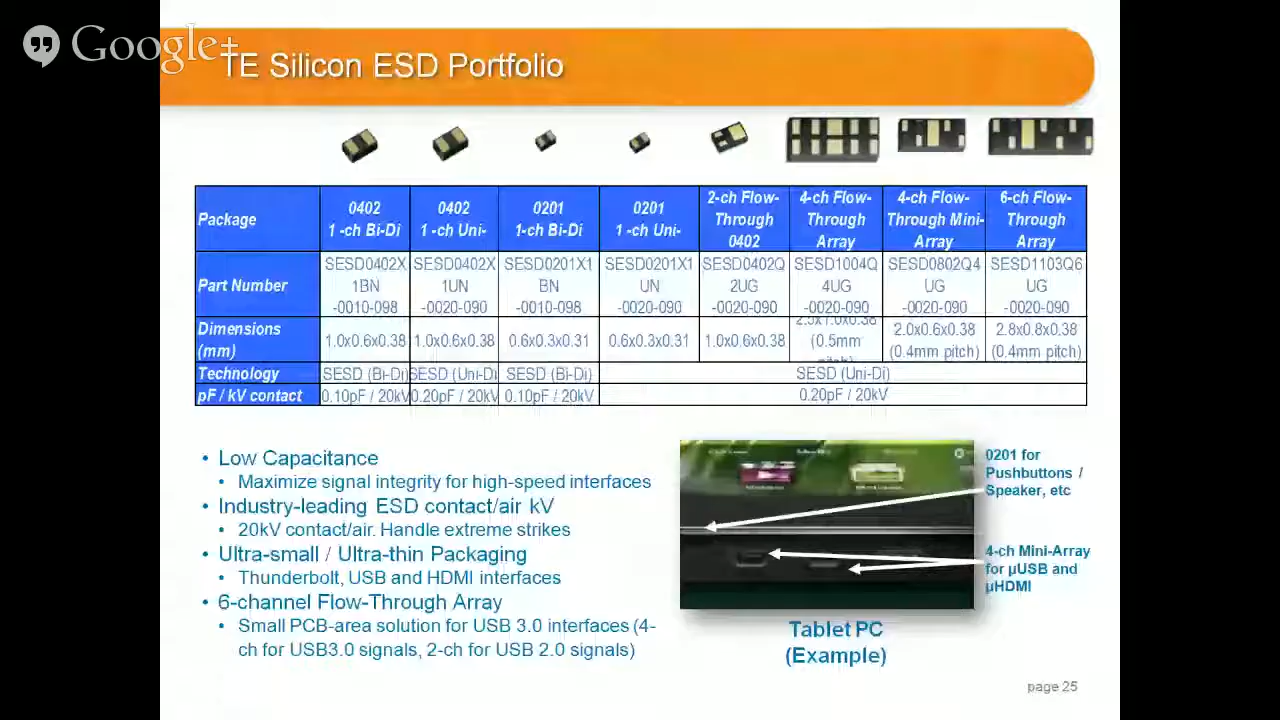 Google+
TE Silicon ESD Portfolio
Package
0402
1 -ch Bi-Di
0402
1 -ch Uni-
0201
1-ch Bi-Di
0201
1 -ch Uni-
2-ch Flow-
Through
0402
4-ch Flow-
Through
Array
4-ch Flow-
Through Mini-
Array
6-ch Flow-
Through
Array
Part Number
SESD0402X
1BN
-0010-098
SESD0402X
1UN
-0020-090
SESD0201X1
BN
-0010-098
SESD0201X1
UN
-0020-090
SESD0402Q
2UG
-0020-090
SESD1004Q
4UG
-0020-090
SESD0802Q4
UG
-0020-090
SESD1103Q6
UG
-0020-090
Dimensions
(mm)
1.0x0.6x0.38
1.0x0.6x0.38
0.6x0.3x0.31
0.6x0.3x0.31
1.0x0.6x0.38
2.5x1.0x0.38
(0.5mm
pitch)
2.0x0.6x0.38
(0.4mm pitch)
2.8x0.8x0.38
(0.4mm pitch)
Technology
SESD (Bi-Di)
SESD (Uni-Di
SESD (Bi-Di)
SESD (Uni-Di)
pF / kV contact
0.10pF / 20kV
0.20pF / 20kV
0.10pF / 20kV
0.20pF / 20kV
• Low Capacitance
• Maximize signal integrity for high-speed interfaces
• Industry-leading ESD contact/air kV
• 20kV contact/air. Handle extreme strikes
• Ultra-small / Ultra-thin Packaging
• Thunderbolt, USB and HDMI interfaces
• 6-channel Flow-Through Array
• Small PCB-area solution for USB 3.0 interfaces (4-
ch for USB3.0 signals, 2-ch for USB 2.0 signals)
0201 for
Pushbuttons /
Speaker, etc
4-ch Mini-Array
for µUSB and
µHDMI
Tablet PC
(Example)
page 25